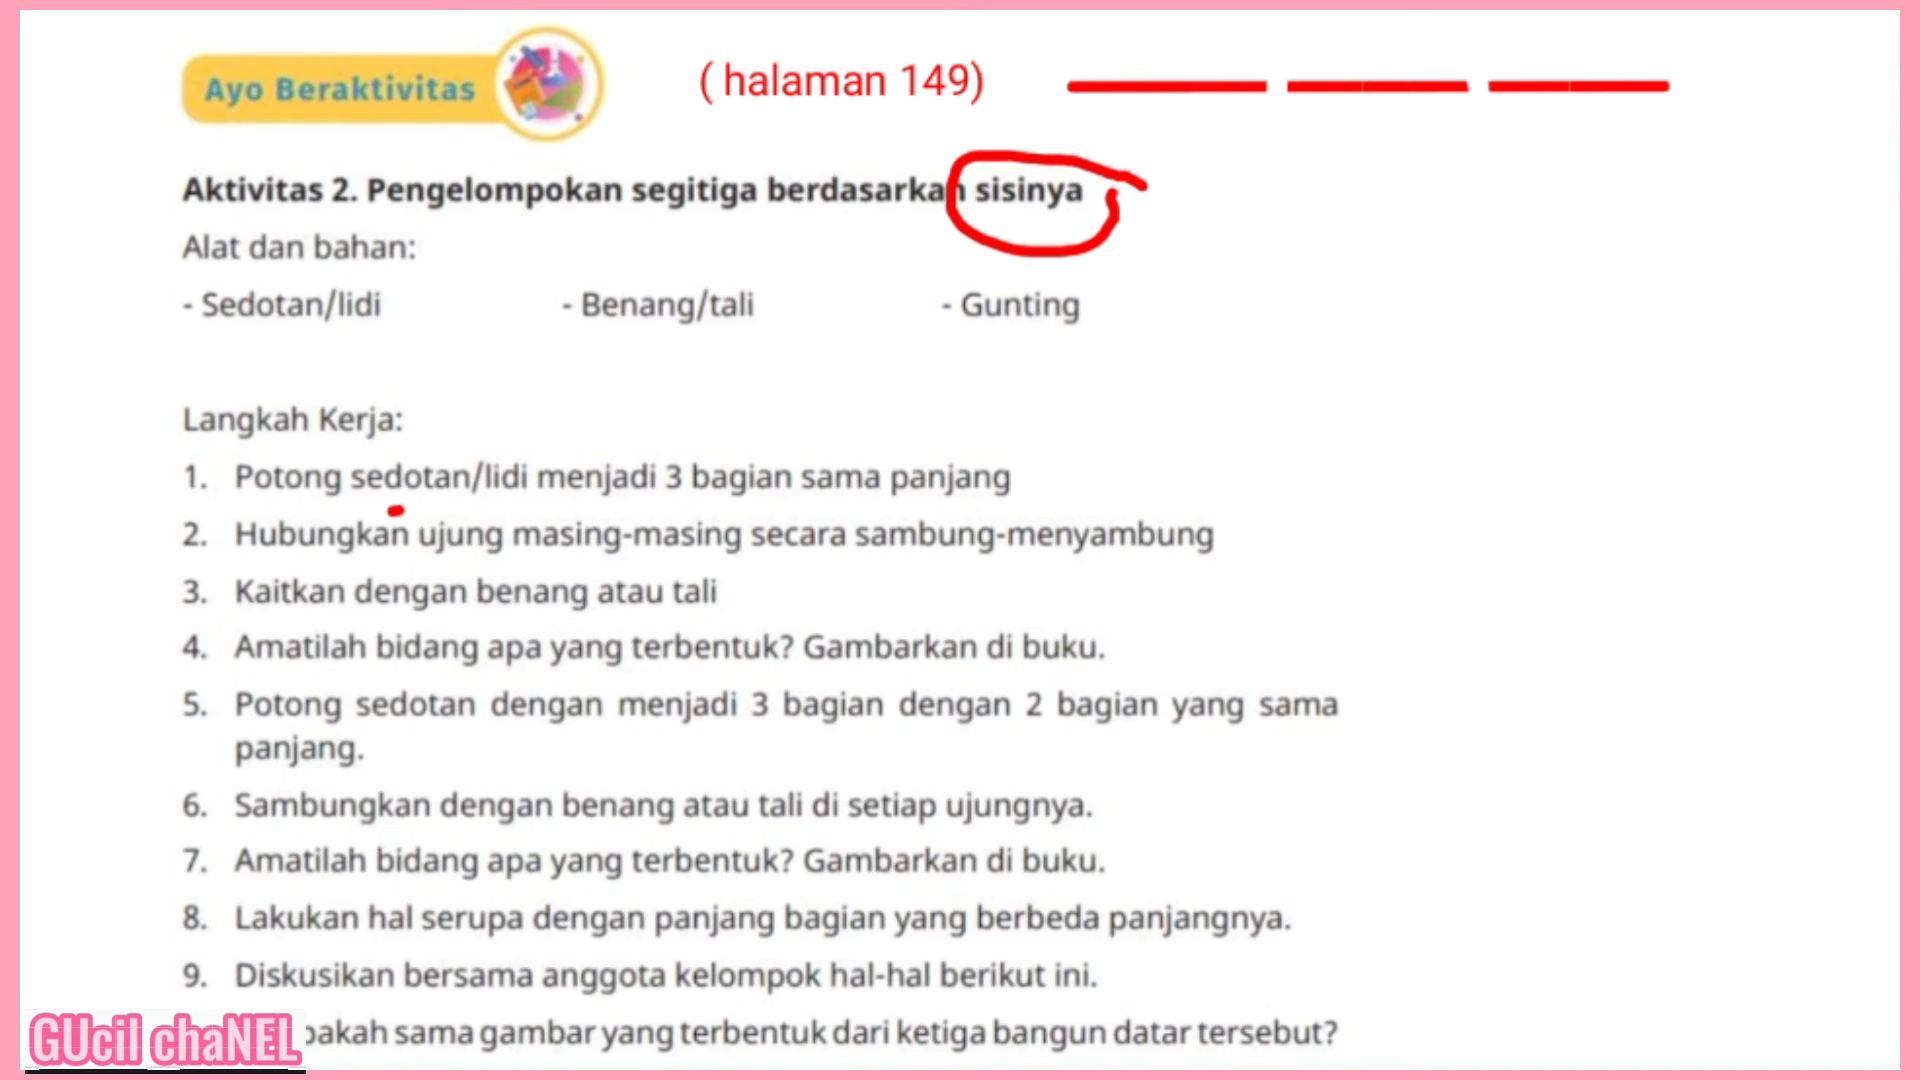 Ayo Beraktivitas
( halaman 149)
Aktivitas 2. Pengelompokan segitiga berdasarkan sisinya
Alat dan bahan:
- Sedotan/lidi - Benang/tali - Gunting
Langkah Kerja:
1. Potong sedotan/lidi menjadi 3 bagian sama panjang
2. Hubungkan ujung masing-masing secara sambung-menyambung
3. Kaitkan dengan benang atau tali
4. Amatilah bidang apa yang terbentuk? Gambarkan di buku.
5. Potong sedotan dengan menjadi 3 bagian dengan 2 bagian yang sama
panjang.
6. Sambungkan dengan benang atau tali di setiap ujungnya.
7. Amatilah bidang apa yang terbentuk? Gambarkan di buku.
8. Lakukan hal serupa dengan panjang bagian yang berbeda panjangnya.
9. Diskusikan bersama anggota kelompok hal-hal berikut ini.
sama gambar yang terbentuk dari ketiga bangun datar tersebut?
GUcil chaNEL